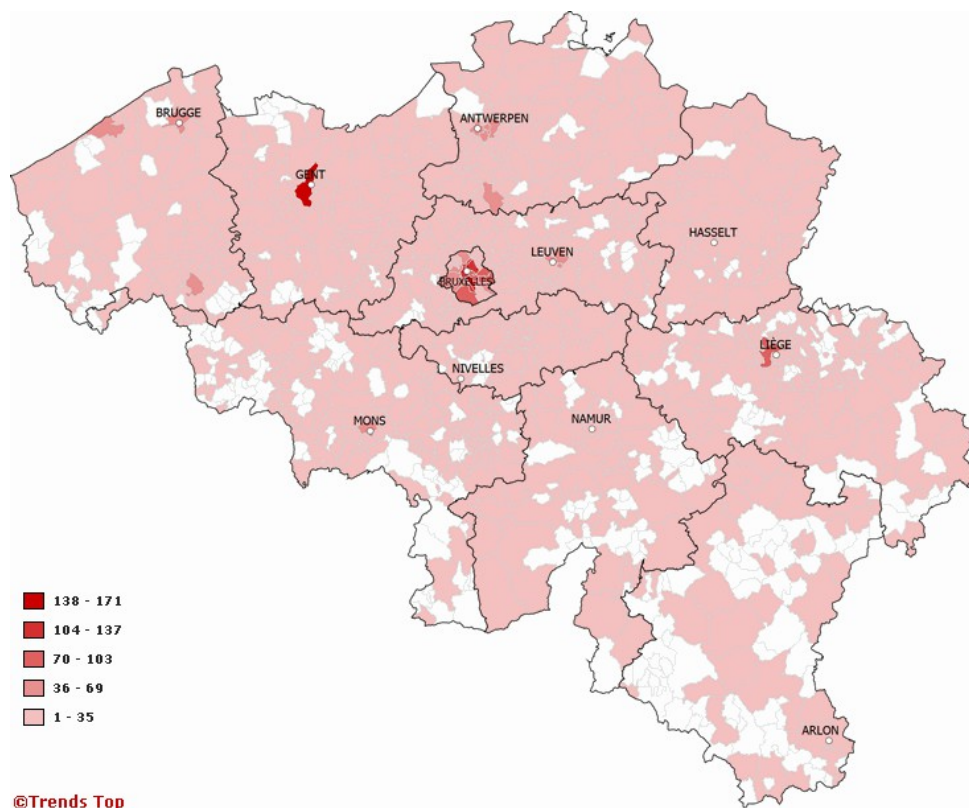 BRUGGE
ANTWERPEN
GENT
HASSELT
LEUVEN
BRUXELLES
LIÈGE
NIVELLES
MONS
NAMUR
138 - 171
104 - 137
70 - 103
36 - 69
1 - 35
ARLON
©Trends Top